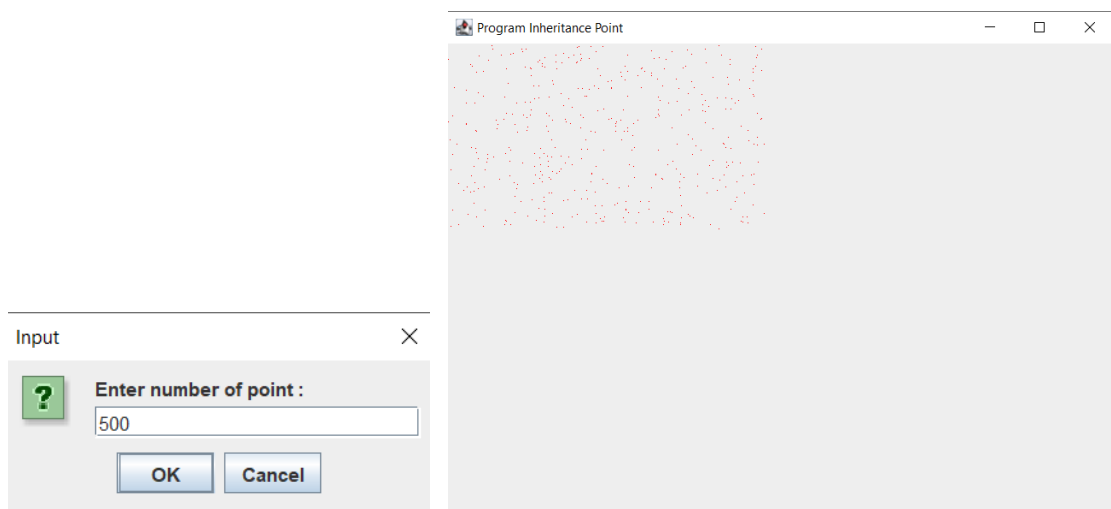 Program Inheritance Point
Input
Enter number of point :
500
OK
Cancel